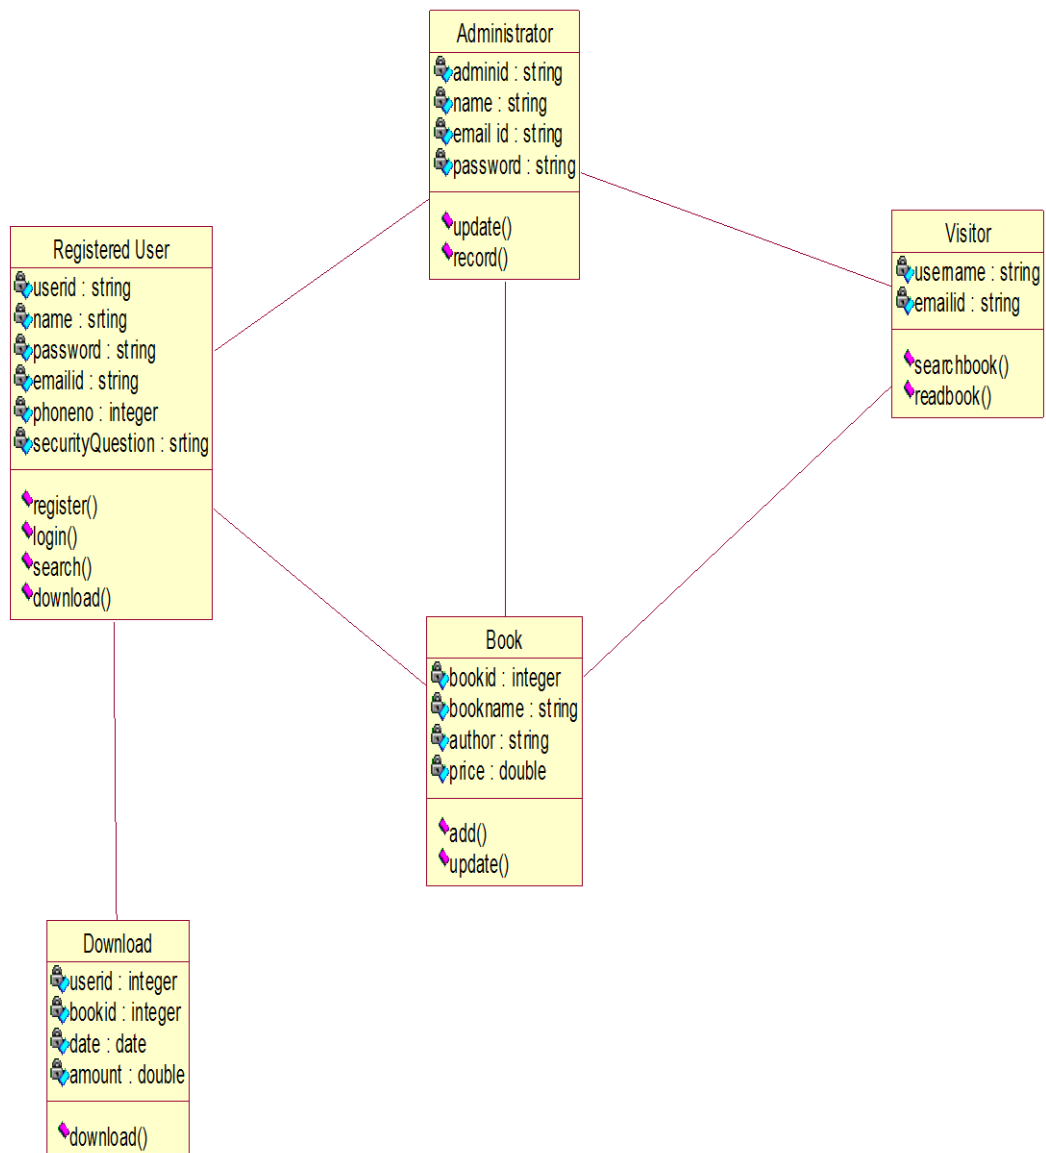 Administrator
adminid : string
name : string
email id : string
password : string
update()
record()
Registered User
userid : string
name : srting
password : string
emailid : string
phoneno : integer
securityQuestion : srting
register()
login()
search()
download()
Visitor
username : string
emailid : string
searchbook()
readbook()
Book
bookid : integer
bookname : string
author : string
price : double
add()
update()
Download
userid : integer
bookid : integer
date : date
amount : double
download()